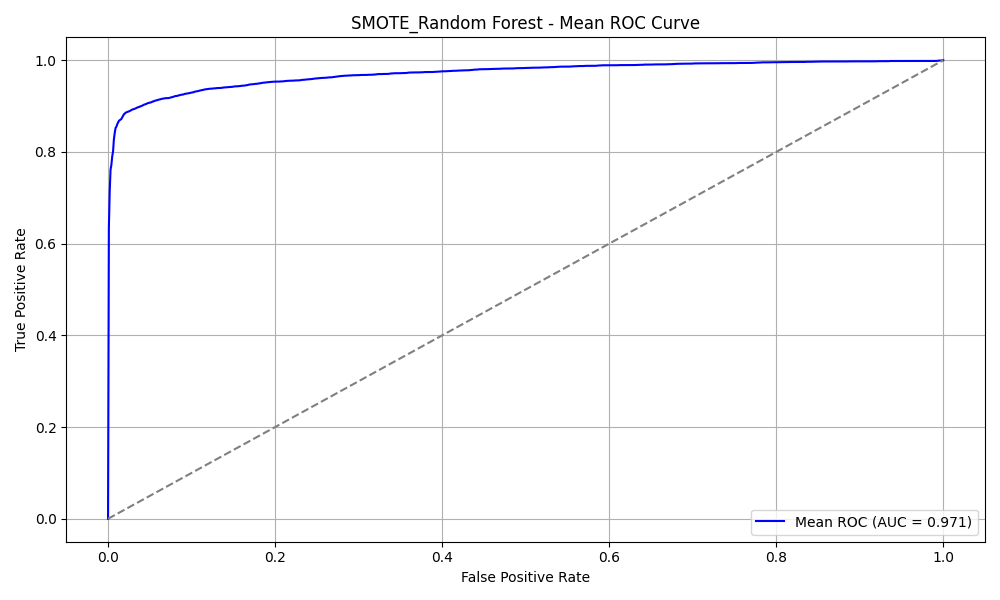 SMOTE_Random Forest - Mean ROC Curve
True Positive Rate
1.0
0.8
0.6
0.4
0.2
0.0
Mean ROC (AUC = 0.971)
0.0 0.2 0.4 0.6 0.8 1.0
False Positive Rate